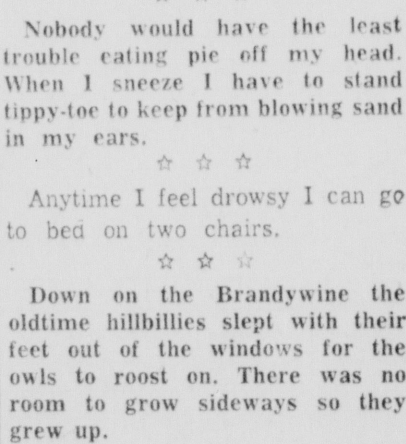 Nobody would have the least
trouble eating pie off my head.
When I sneeze I have to stand
tippy-toe to keep from blowing sand
in my ears.
☆ ☆ ☆
Anytime I feel drowsy I can go
to bed on two chairs.
☆ ☆ ☆
Down on the Brandywine the
oldtime hillbillies slept with their
feet out of the windows for the
owls to roost on. There was no
room to grow sideways so they
grew up.